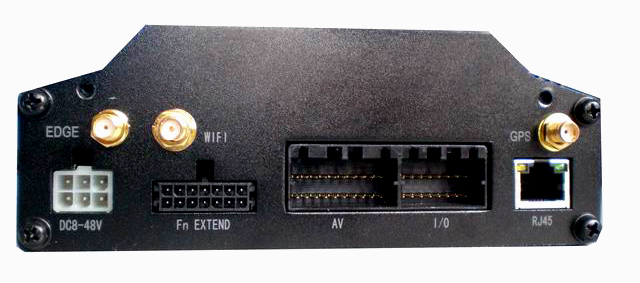 EDGE
WIFI
GPS
DC8-48V
Fn EXTEND
AV
I/O
RJ45